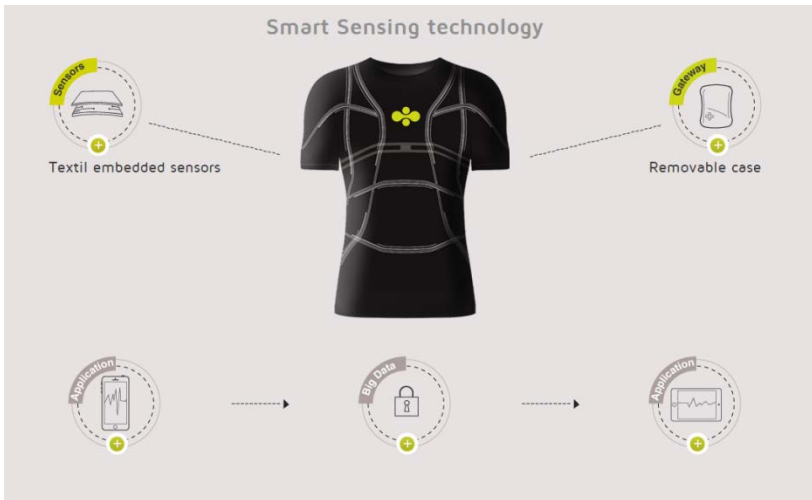 Smart Sensing technology
Sensors
Gateway
Textil embedded sensors
Removable case
Application
Big Data
Application